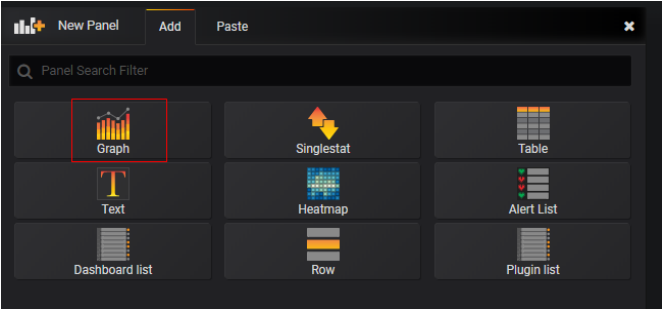 New Panel Add Paste
Panel Search Filter
Graph Singlestat Table
Text Heatmap Alert List
Dashboard list Row Plugin list